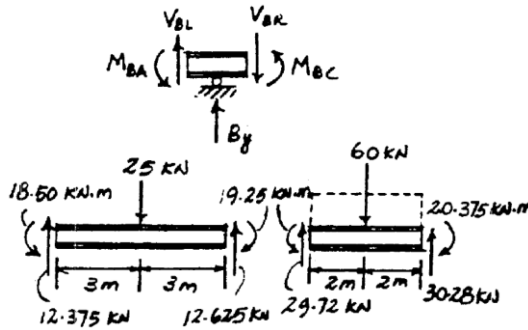 V_BL
V_BR
M_BA
M_BC
By
25 KN
60 KN
18.50 KN·m
19.25 KN·m
20.375 KN·m
3m
3m
2m
2m
12.375 KN
12.625 KN
29.72 KN
30.28 KN